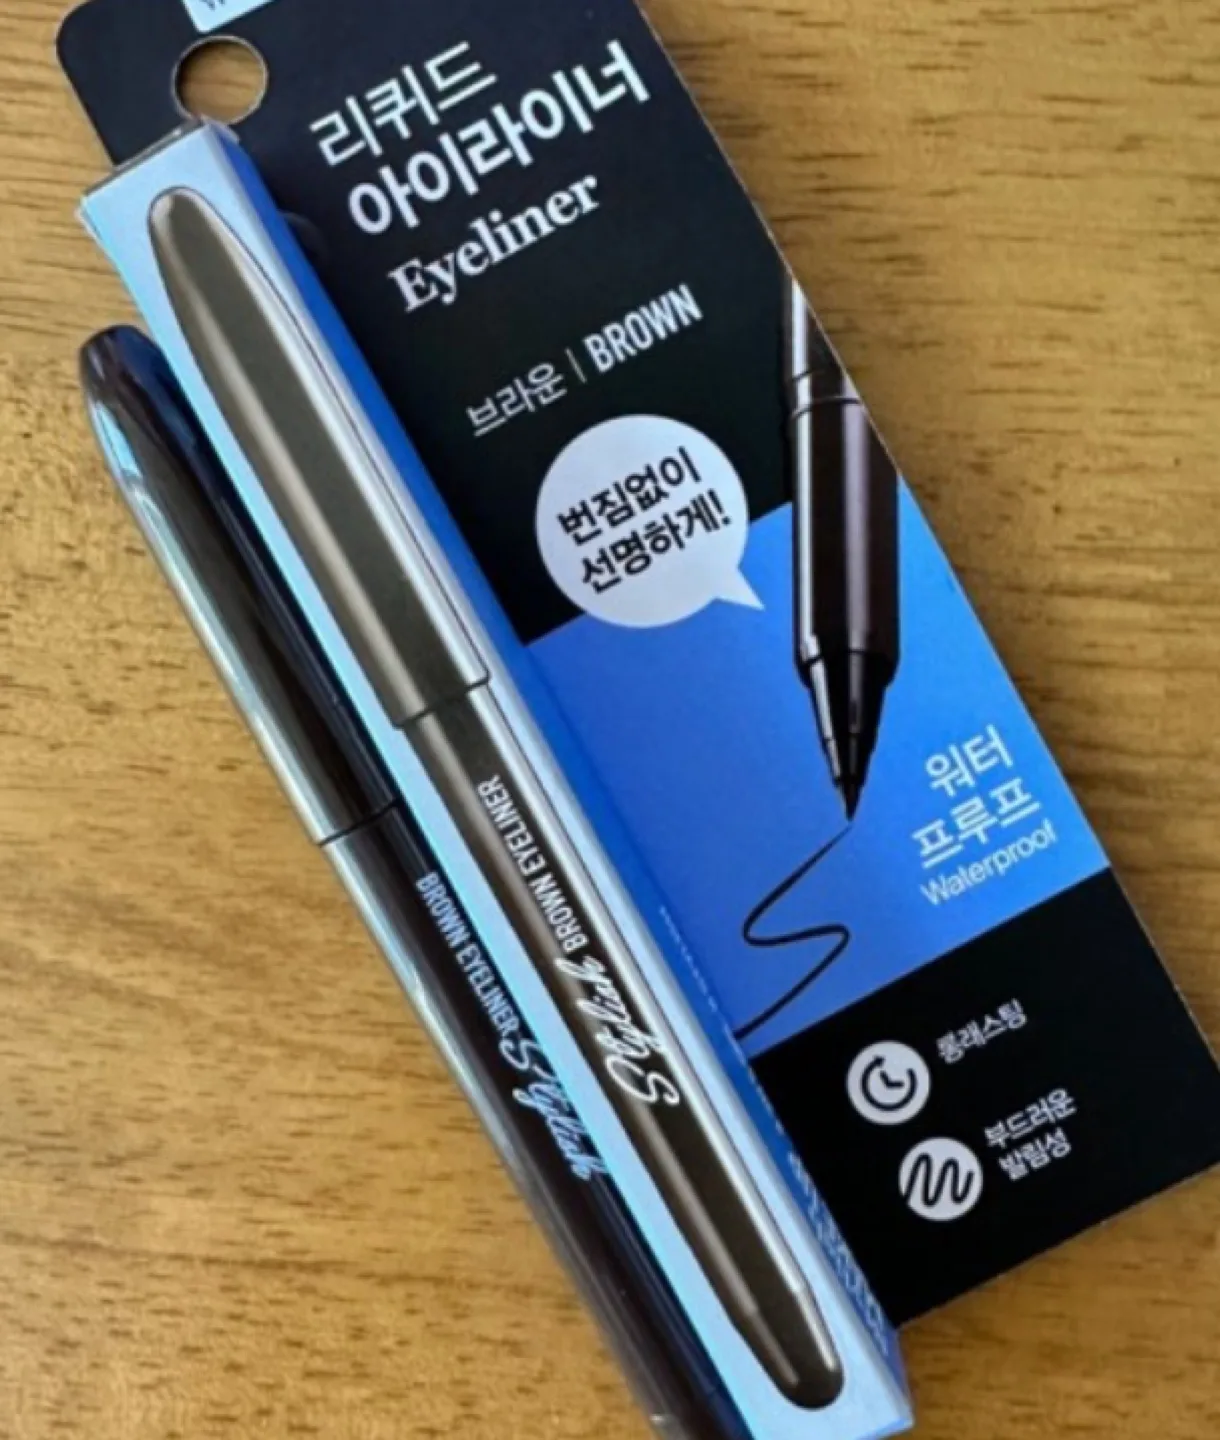 리퀴드
아이라이너
Eyeliner
브라운 | BROWN
번짐없이
선명하게!
워터
프루프
Waterproof
롱래스팅
부드러운
발림성
Stylish BROWN EYELINER
BROWN EYELINER Stylish